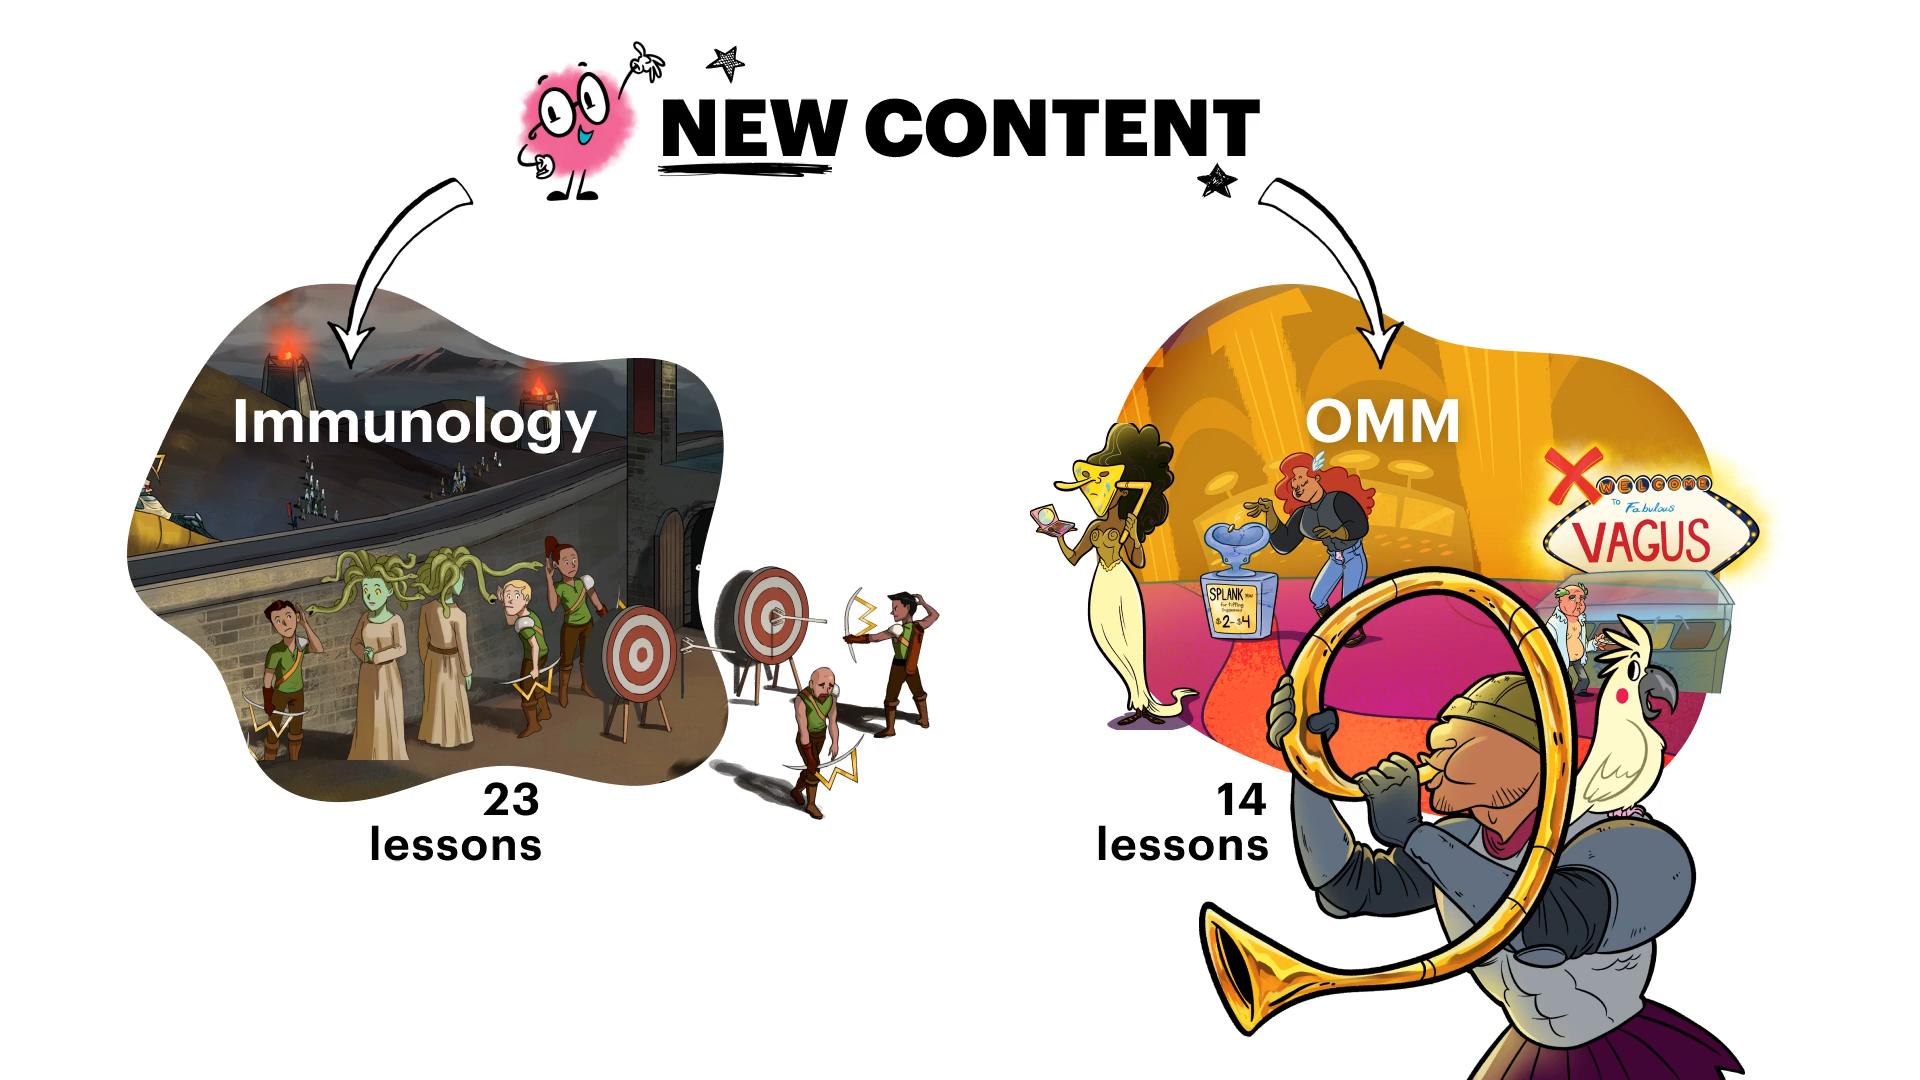 NEW CONTENT
Immunology
23
lessons
OMM
X WELCOME
TO Fabulous
VAGUS
SPLANK
$2-$4
14
lessons